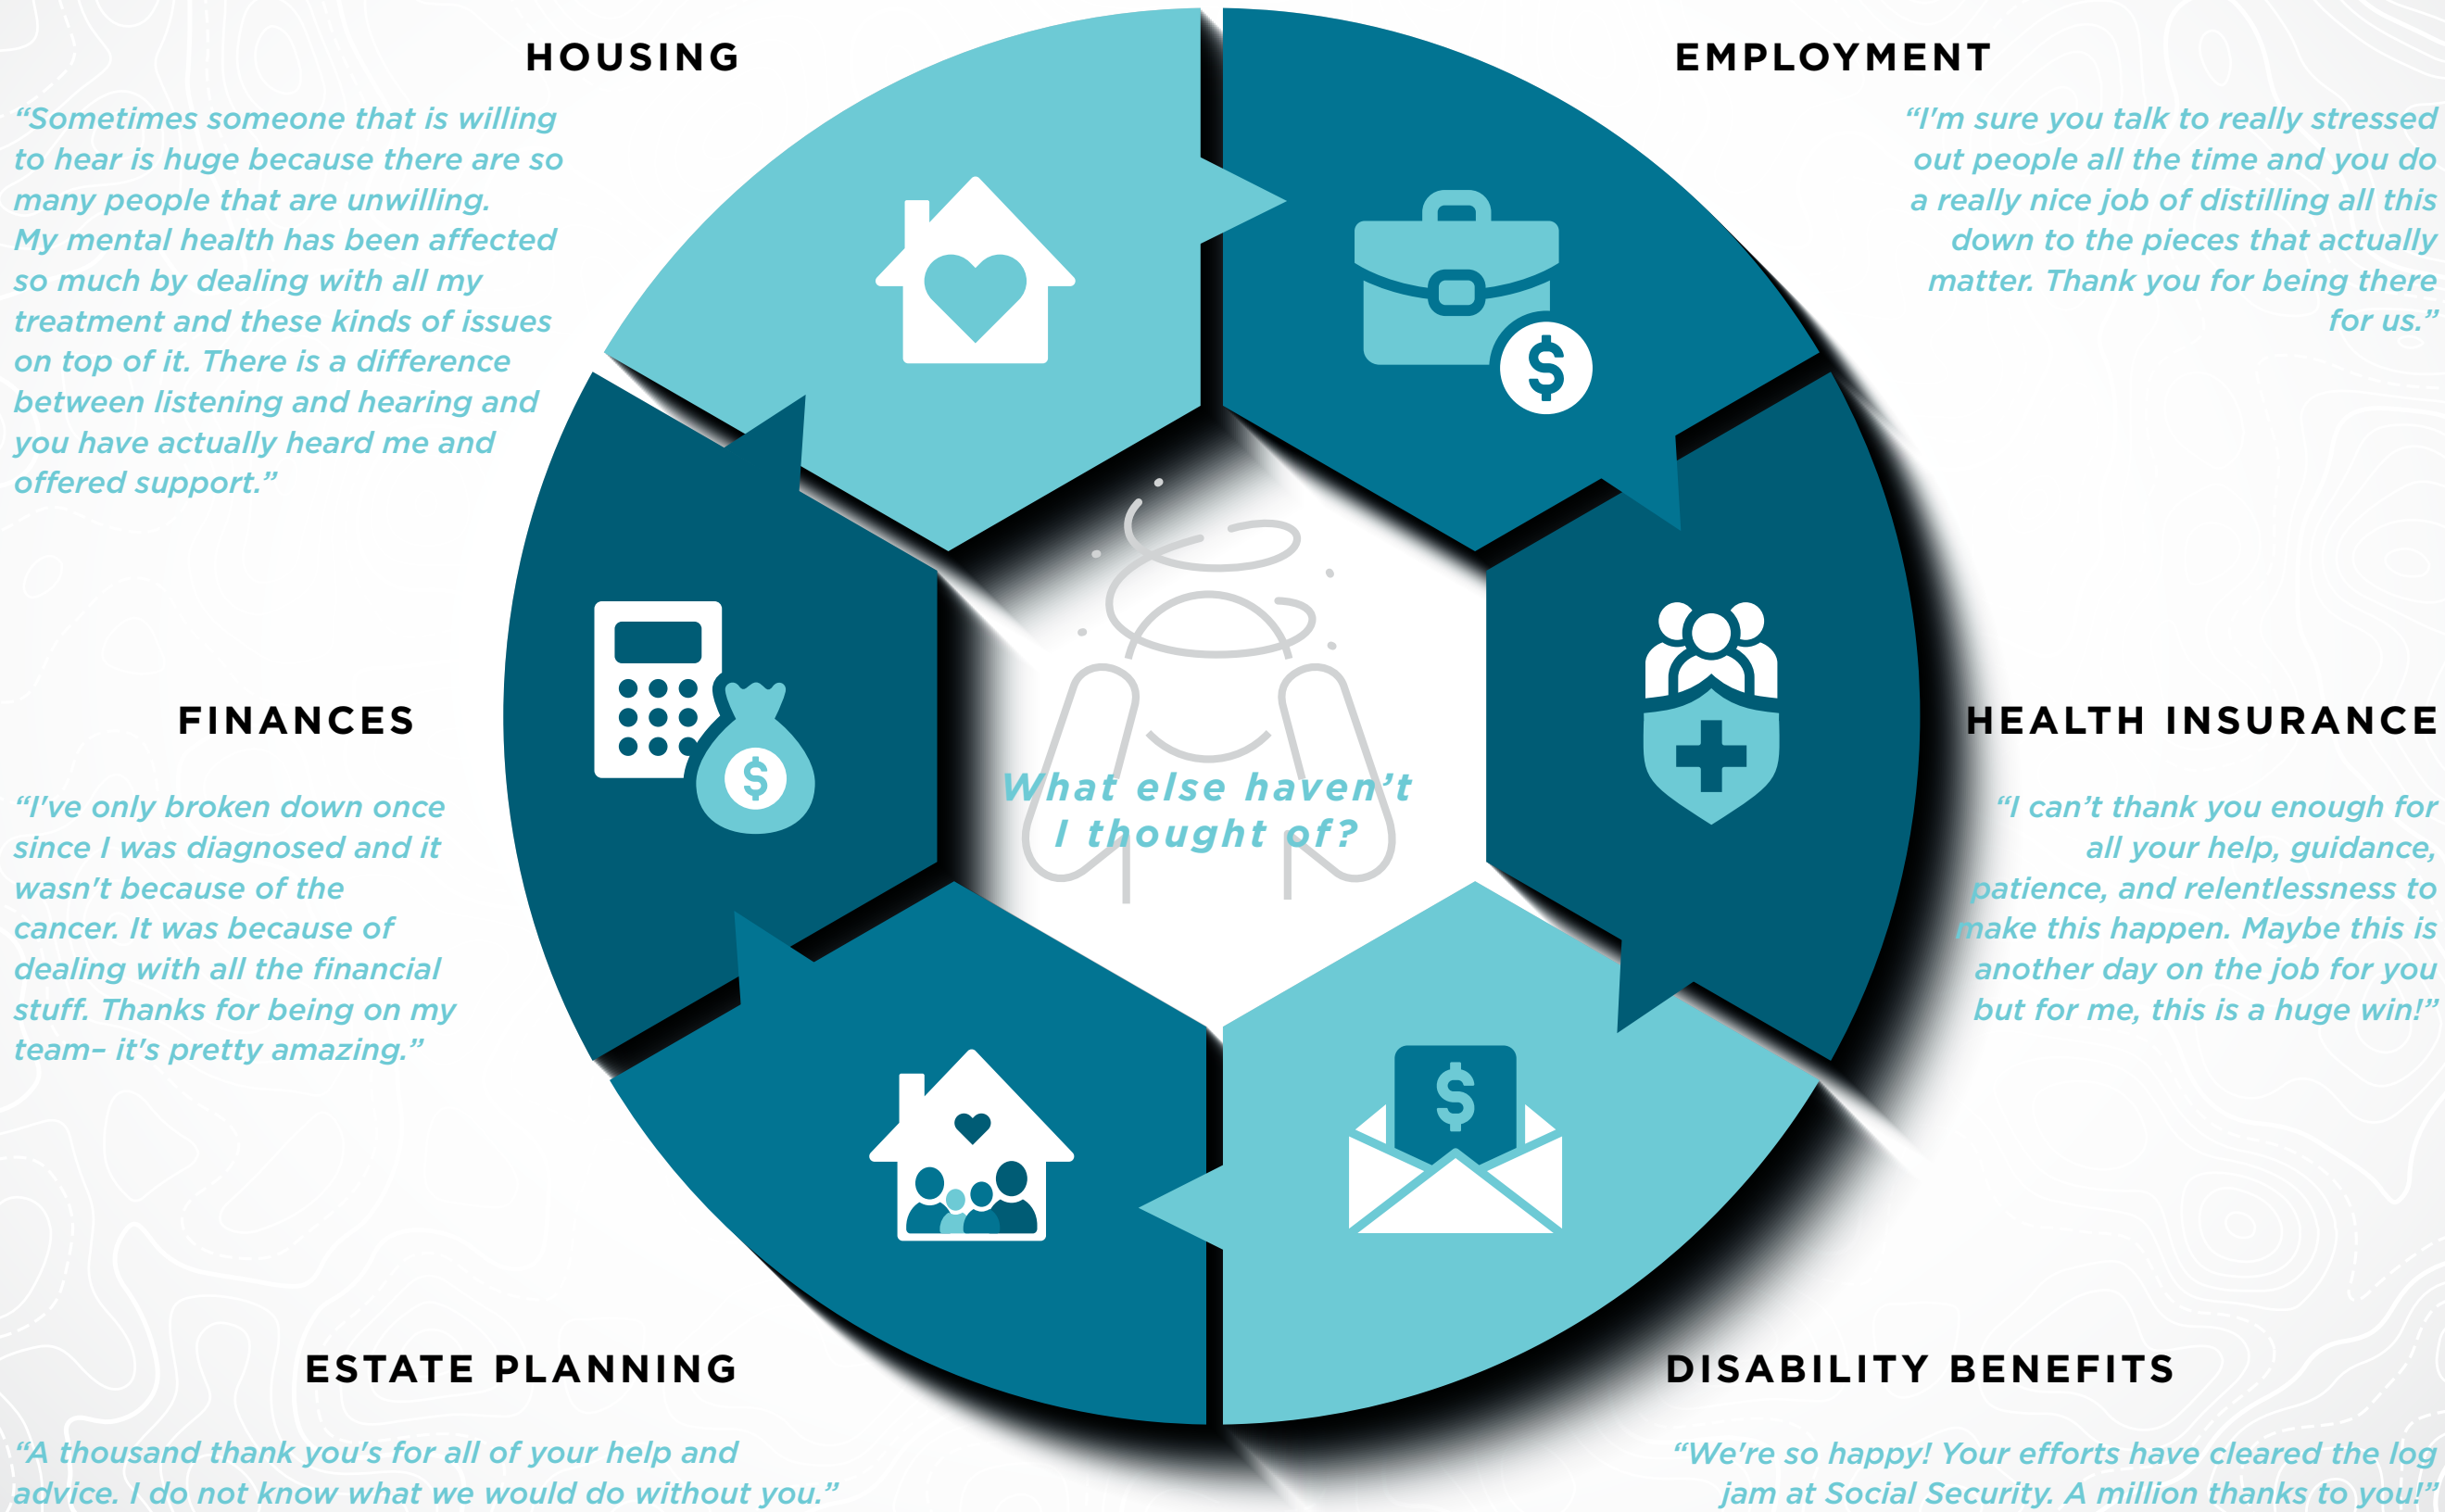 HOUSING
“Sometimes someone that is willing
to hear is huge because there are so
many people that are unwilling.
My mental health has been affected
so much by dealing with all my
treatment and these kinds of issues
on top of it. There is a difference
between listening and hearing and
you have actually heard me and
offered support.”
EMPLOYMENT
“I'm sure you talk to really stressed
out people all the time and you do
a really nice job of distilling all this
down to the pieces that actually
matter. Thank you for being there
for us.”
$
FINANCES
“I've only broken down once
since I was diagnosed and it
wasn't because of the
cancer. It was because of
dealing with all the financial
stuff. Thanks for being on my
team– it's pretty amazing.”
$
What else haven’t
I thought of?
HEALTH INSURANCE
“I can’t thank you enough for
all your help, guidance,
patience, and relentlessness to
make this happen. Maybe this is
another day on the job for you
but for me, this is a huge win!”
$
ESTATE PLANNING
“A thousand thank you's for all of your help and
advice. I do not know what we would do without you.”
DISABILITY BENEFITS
“We're so happy! Your efforts have cleared the log
jam at Social Security. A million thanks to you!”